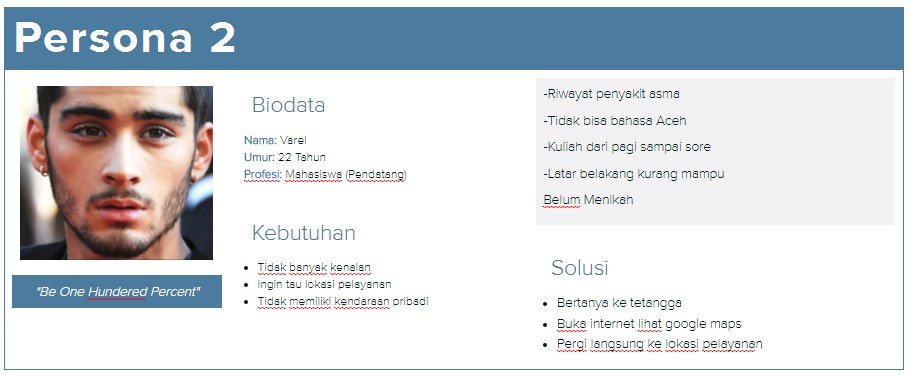 Persona 2
"Be One Hundered Percent"
Biodata
Nama: Varel
Umur: 22 Tahun
Profesi: Mahasiswa (Pendatang)
Kebutuhan
Tidak banyak kenalan
Ingin tau lokasi pelayanan
Tidak memiliki kendaraan pribadi
-Riwayat penyakit asma
-Tidak bisa bahasa Aceh
-Kuliah dari pagi sampai sore
-Latar belakang kurang mampu
Belum Menikah
Solusi
Bertanya ke tetangga
Buka internet lihat google maps
Pergi langsung ke lokasi pelayanan